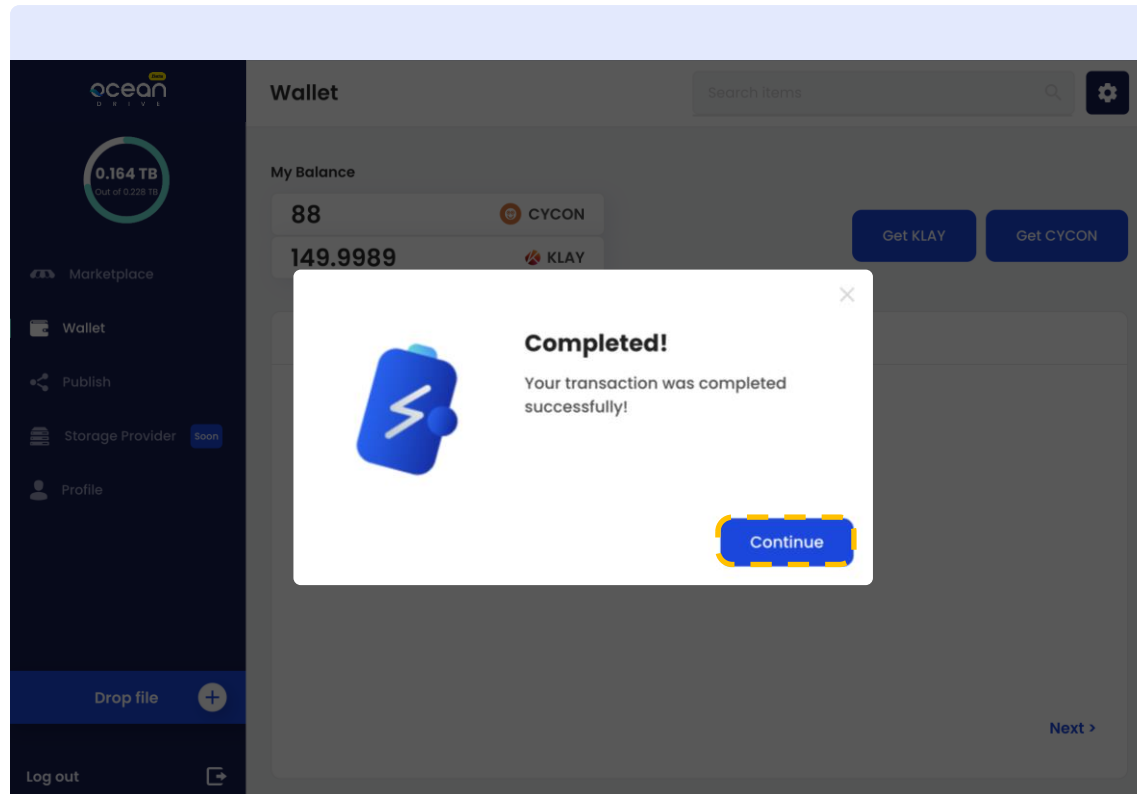 Beta
ocean
DRIVE
0.164 TB
Out of 0.228 TB
Marketplace
Wallet
Publish
Storage Provider Soon
Profile
Drop file
Log out
Wallet
Search items
My Balance
88 CYCON
149.9989 KLAY
Get KLAY Get CYCON
Completed!
Your transaction was completed
successfully!
Continue
Next >